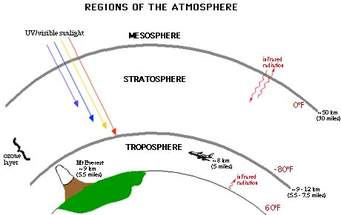 REGIONS OF THE ATMOSPHERE
UV/visible sunlight
MESOSPHERE
STRATOSPHERE
infrared
radiation
0°F
~50 km
(30 miles)
ozone
layer
TROPOSPHERE
Mt Everest
~9 km
(5.5 miles)
~8 km
(5 miles)
infrared
radiation
-80°F
~9 - 12 km
(5.5 - 7.5 miles)
60°F